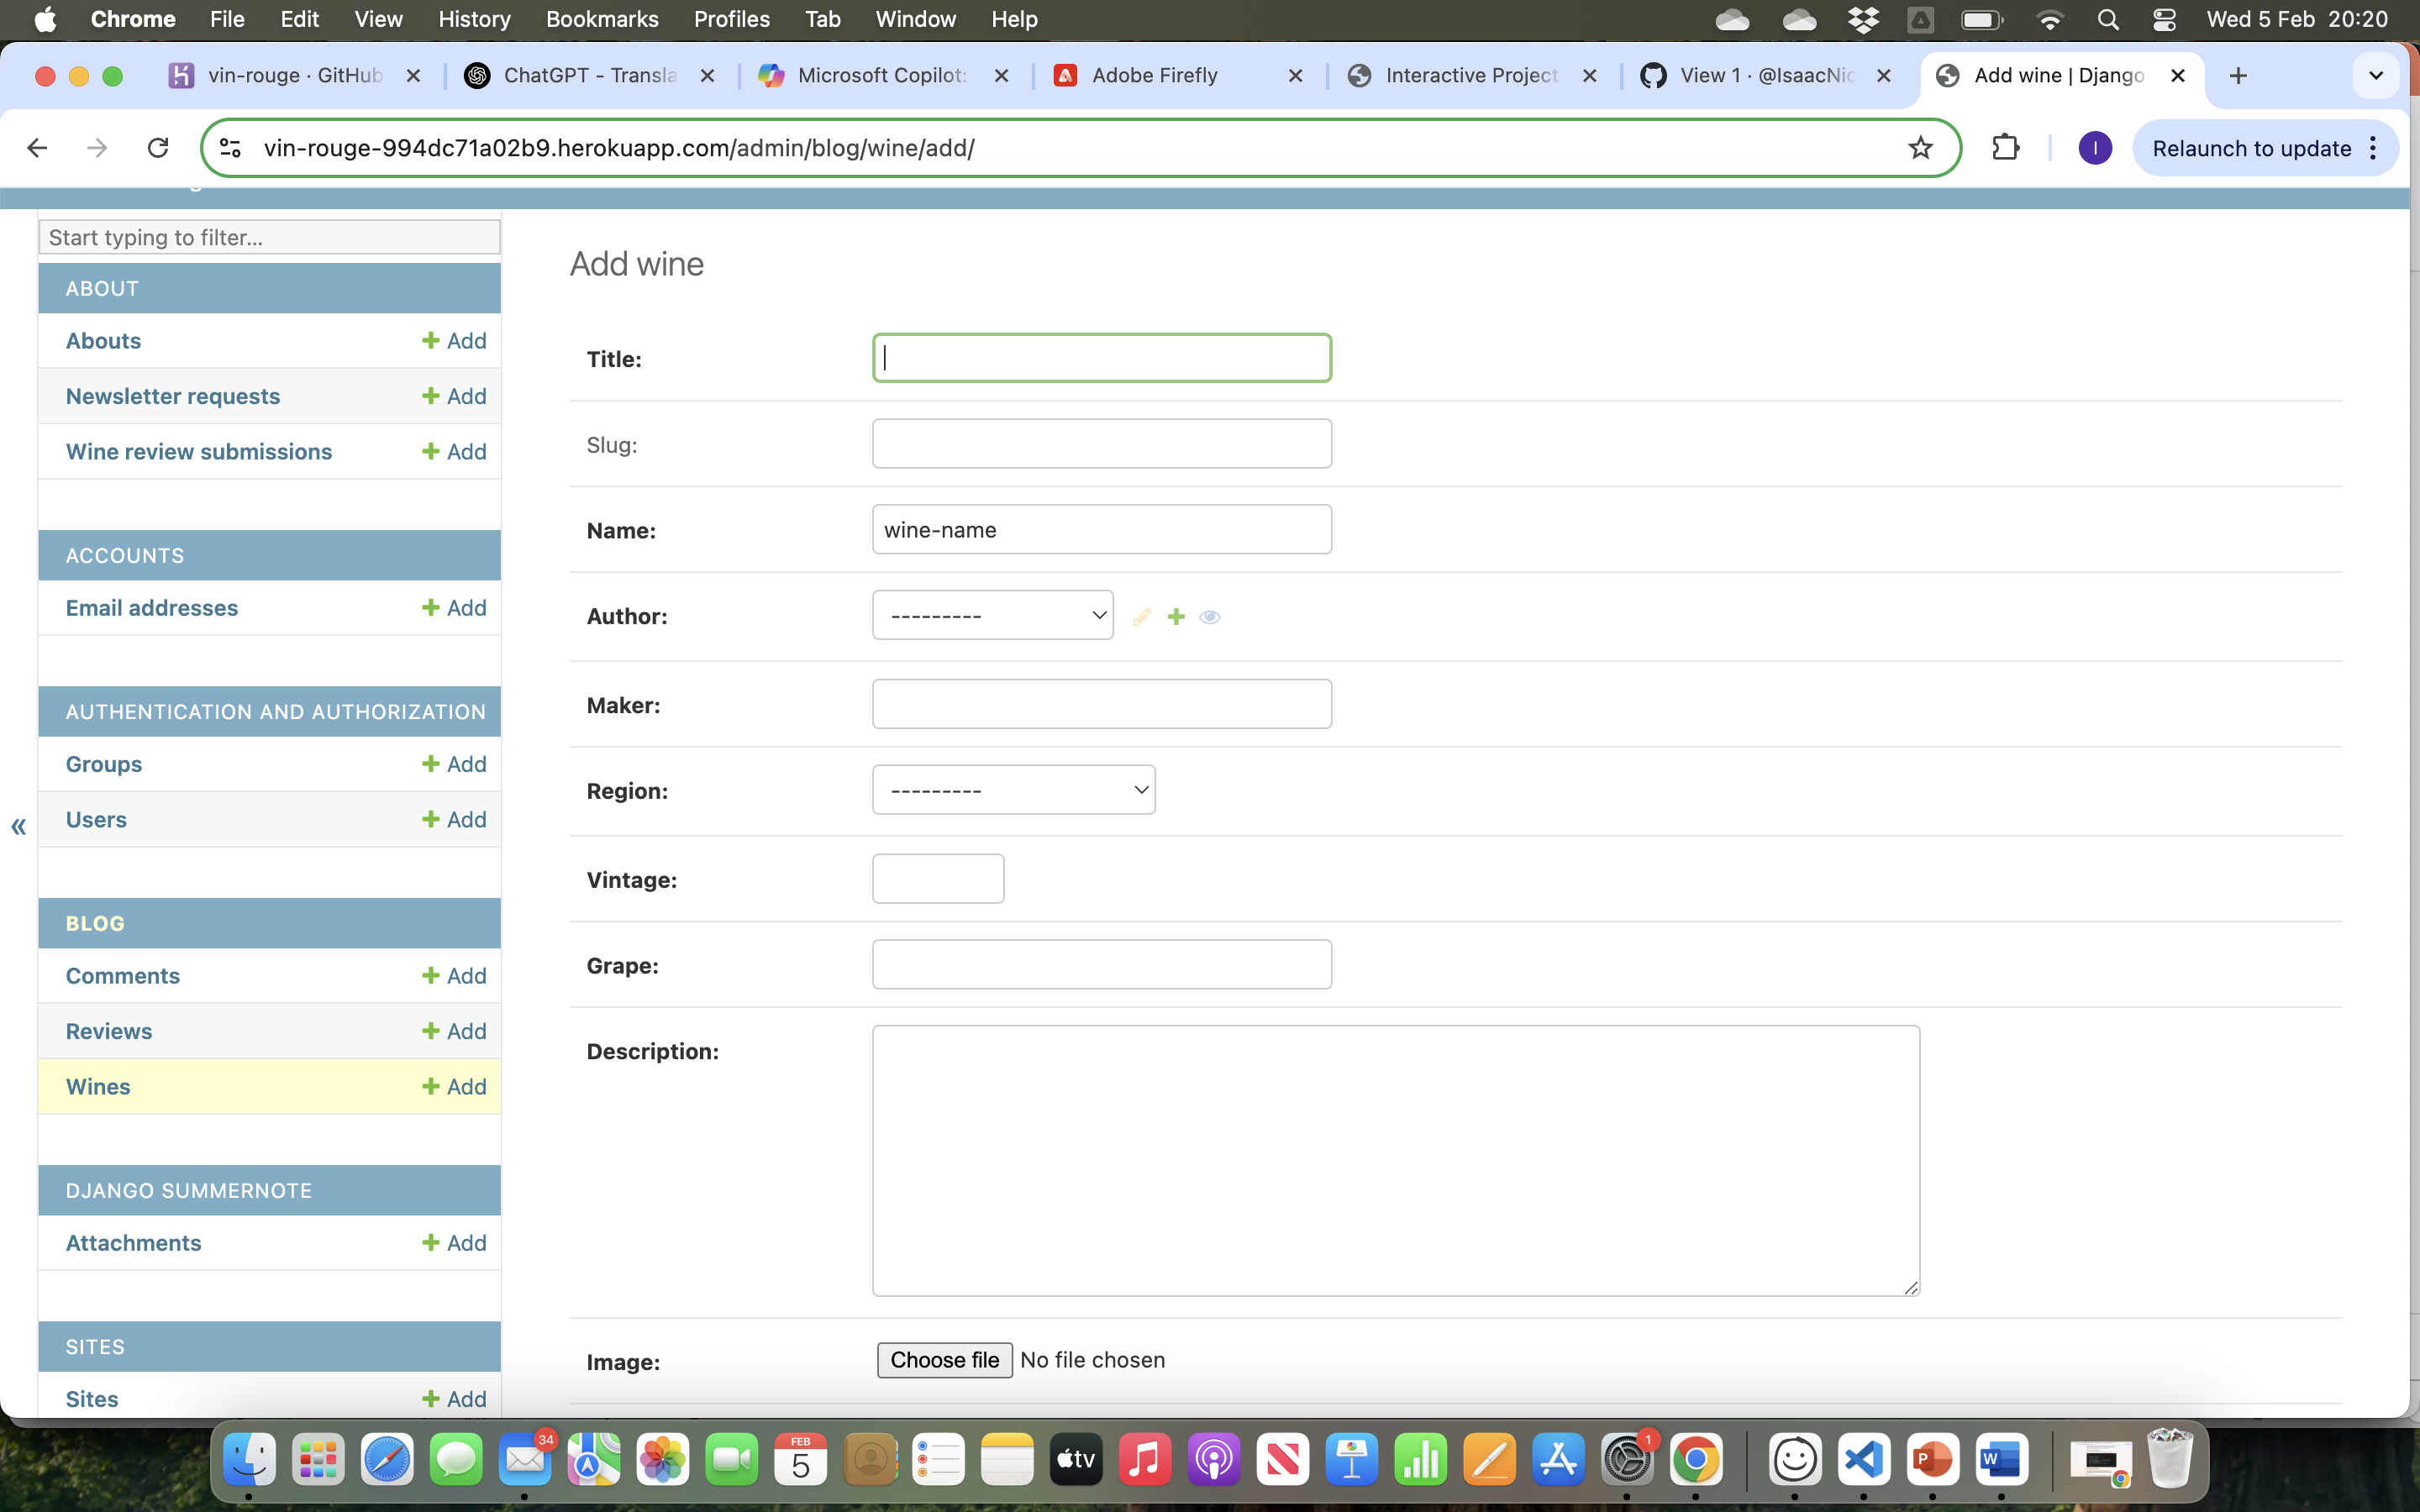 Chrome File Edit View History Bookmarks Profiles Tab Window Help Wed 5 Feb 20:20
vin-rouge · GitHub ChatGPT - Transla Microsoft Copilot: Adobe Firefly Interactive Project View 1 · @IsaacNic Add wine | Django
vin-rouge-994dc71a02b9.herokuapp.com/admin/blog/wine/add/ I Relaunch to update
Start typing to filter...
ABOUT
Abouts Add
Newsletter requests Add
Wine review submissions Add
ACCOUNTS
Email addresses Add
AUTHENTICATION AND AUTHORIZATION
Groups Add
Users Add
«
BLOG
Comments Add
Reviews Add
Wines Add
DJANGO SUMMERNOTE
Attachments Add
SITES
Sites Add
Add wine
Title:
Slug:
Name: wine-name
Author: ---------
Maker:
Region: ---------
Vintage:
Grape:
Description:
Image: Choose file No file chosen
34 FEB 5 tv 1 P W